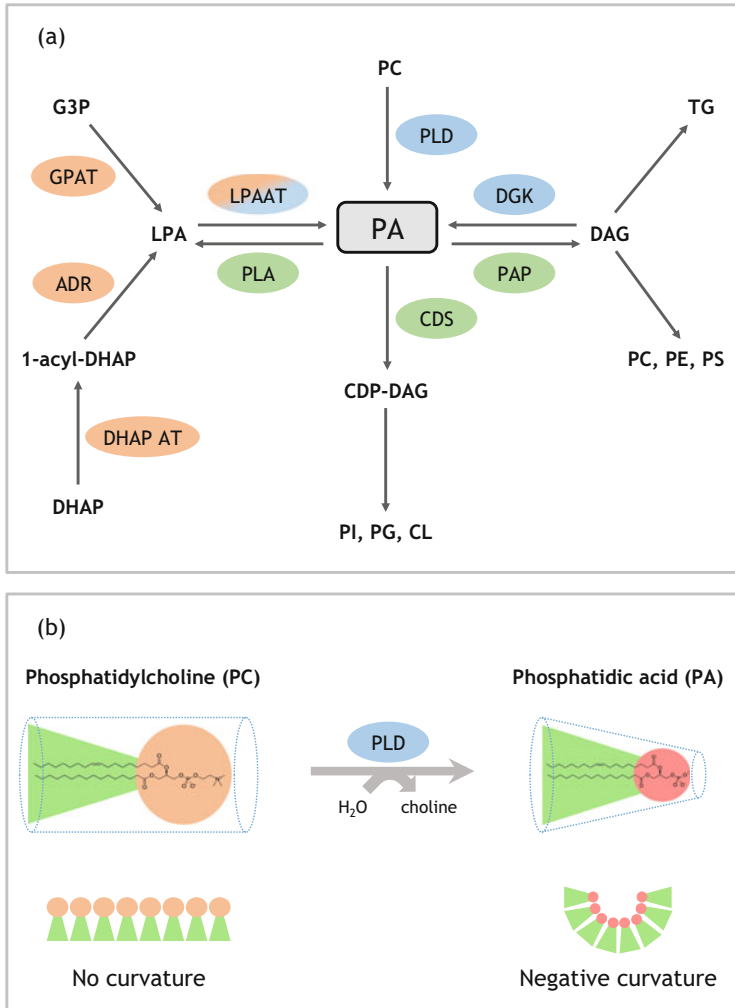 (a)
PC
G3P
TG
PLD
GPAT
LPAAT
DGK
LPA
PA
DAG
ADR
PLA
PAP
CDS
1-acyl-DHAP
CDP-DAG
PC, PE, PS
DHAP AT
DHAP
PI, PG, CL
(b)
Phosphatidylcholine (PC)
Phosphatidic acid (PA)
PLD
H₂O
choline
No curvature
Negative curvature